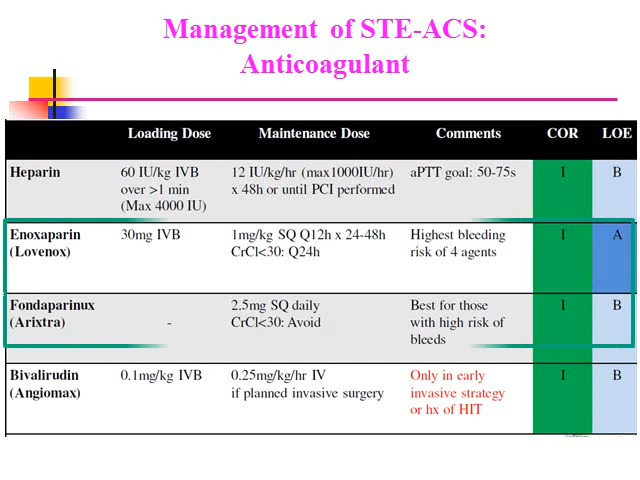 Management of STE-ACS:
Anticoagulant
Loading Dose Maintenance Dose Comments COR LOE
Heparin 60 IU/kg IVB 12 IU/kg/hr (max1000IU/hr) aPTT goal: 50-75s I B
over >1 min x 48h or until PCI performed
(Max 4000 IU)
Enoxaparin 30mg IVB 1mg/kg SQ Q12h x 24-48h Highest bleeding I A
(Lovenox) CrCl<30: Q24h risk of 4 agents
Fondaparinux 2.5mg SQ daily Best for those I B
(Arixtra) - CrCl<30: Avoid with high risk of
bleeds
Bivalirudin 0.1mg/kg IVB 0.25mg/kg/hr IV Only in early I B
(Angiomax) if planned invasive surgery invasive strategy
or hx of HIT